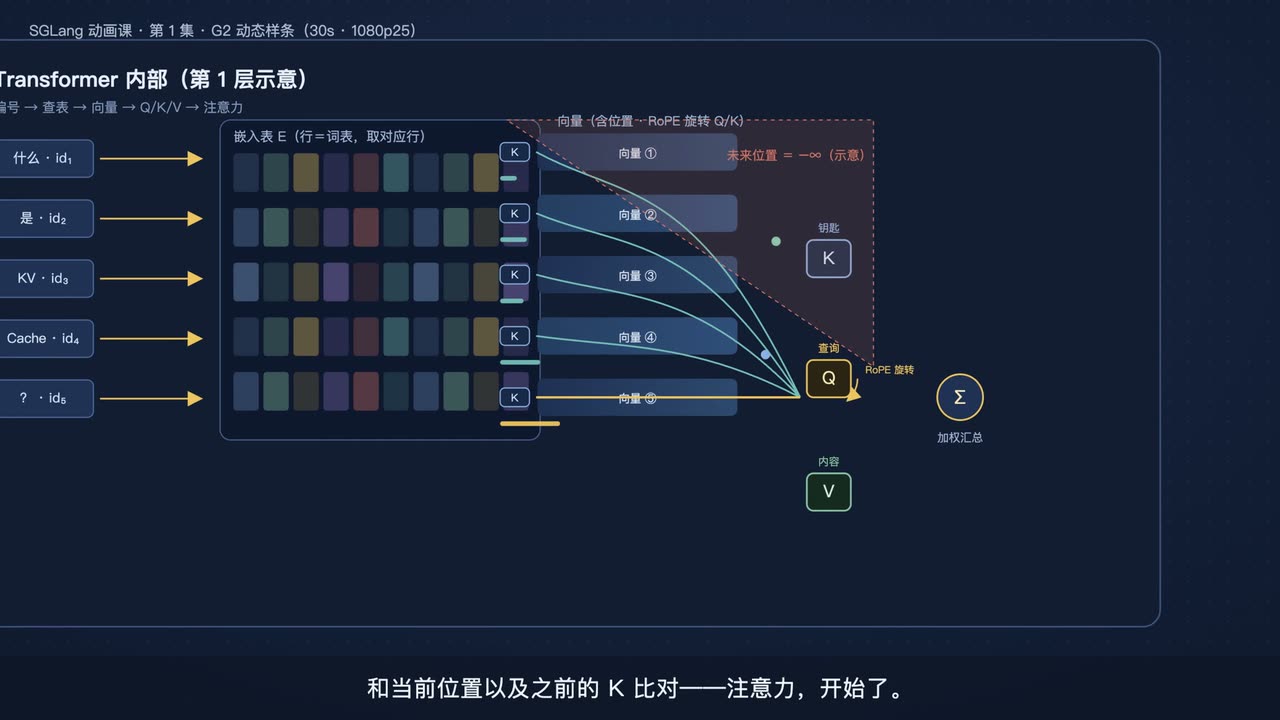 SGLang 动画课 · 第 1 集 · G2 动态样条（30s · 1080p25）
Transformer 内部（第 1 层示意）
编号 → 查表 → 向量 → Q/K/V → 注意力
嵌入表 E（行＝词表，取对应行）
向量（含位置 · RoPE 旋转 Q/K）
什么 · id₁
K
向量 ①
未来位置 ＝ −∞（示意）
是 · id₂
K
向量 ②
钥匙
K
KV · id₃
K
向量 ③
Cache · id₄
K
向量 ④
查询
Q
RoPE 旋转
？ · id₅
K
向量 ⑤
Σ
加权汇总
内容
V
和当前位置以及之前的 K 比对——注意力，开始了。